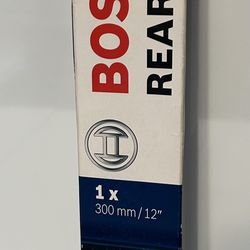 BOS
REAR
1 x
300 mm / 12"